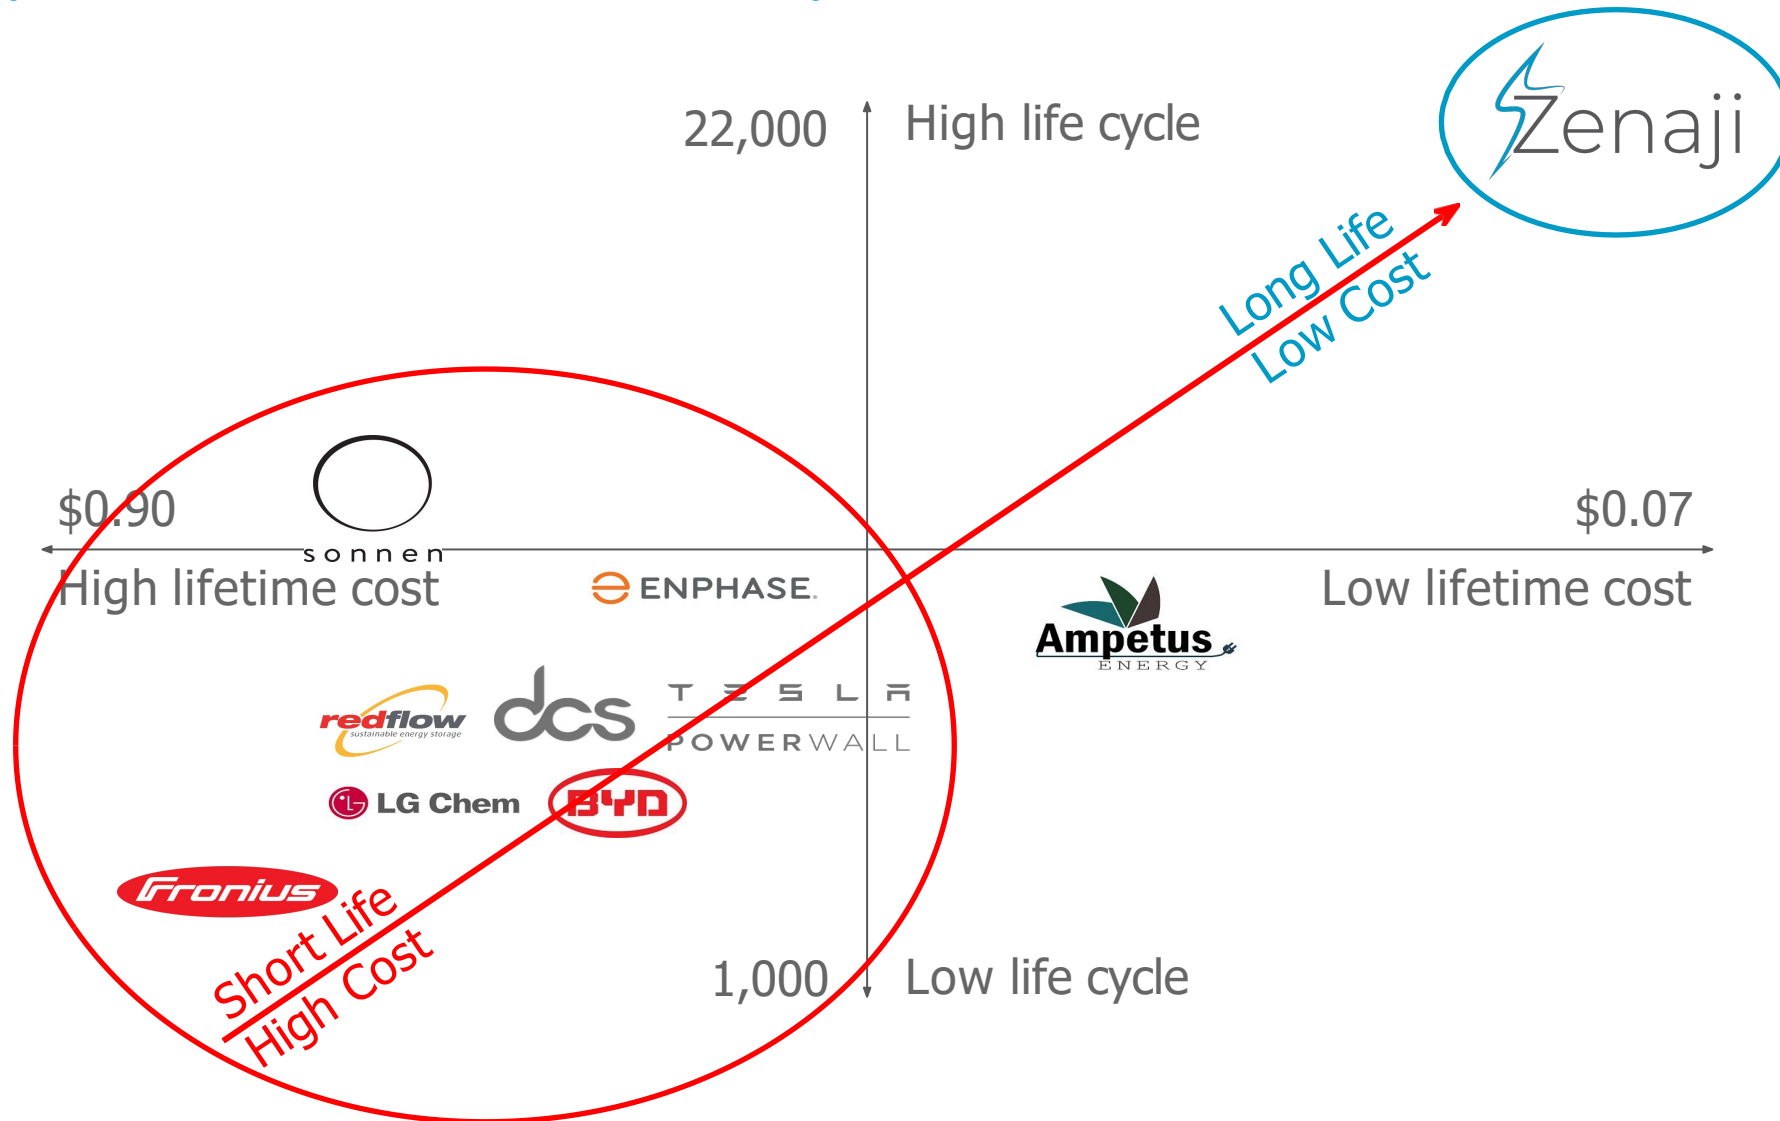 Zenaji
22,000
High life cycle
Long Life
Low Cost
$0.90
$0.07
sonnen
High lifetime cost
ENPHASE.
Low lifetime cost
Ampetus
ENERGY
redflow
sustainable energy storage
dcs
TESLA
POWERWALL
LG Chem
BYD
Fronius
Short Life
High Cost
1,000
Low life cycle